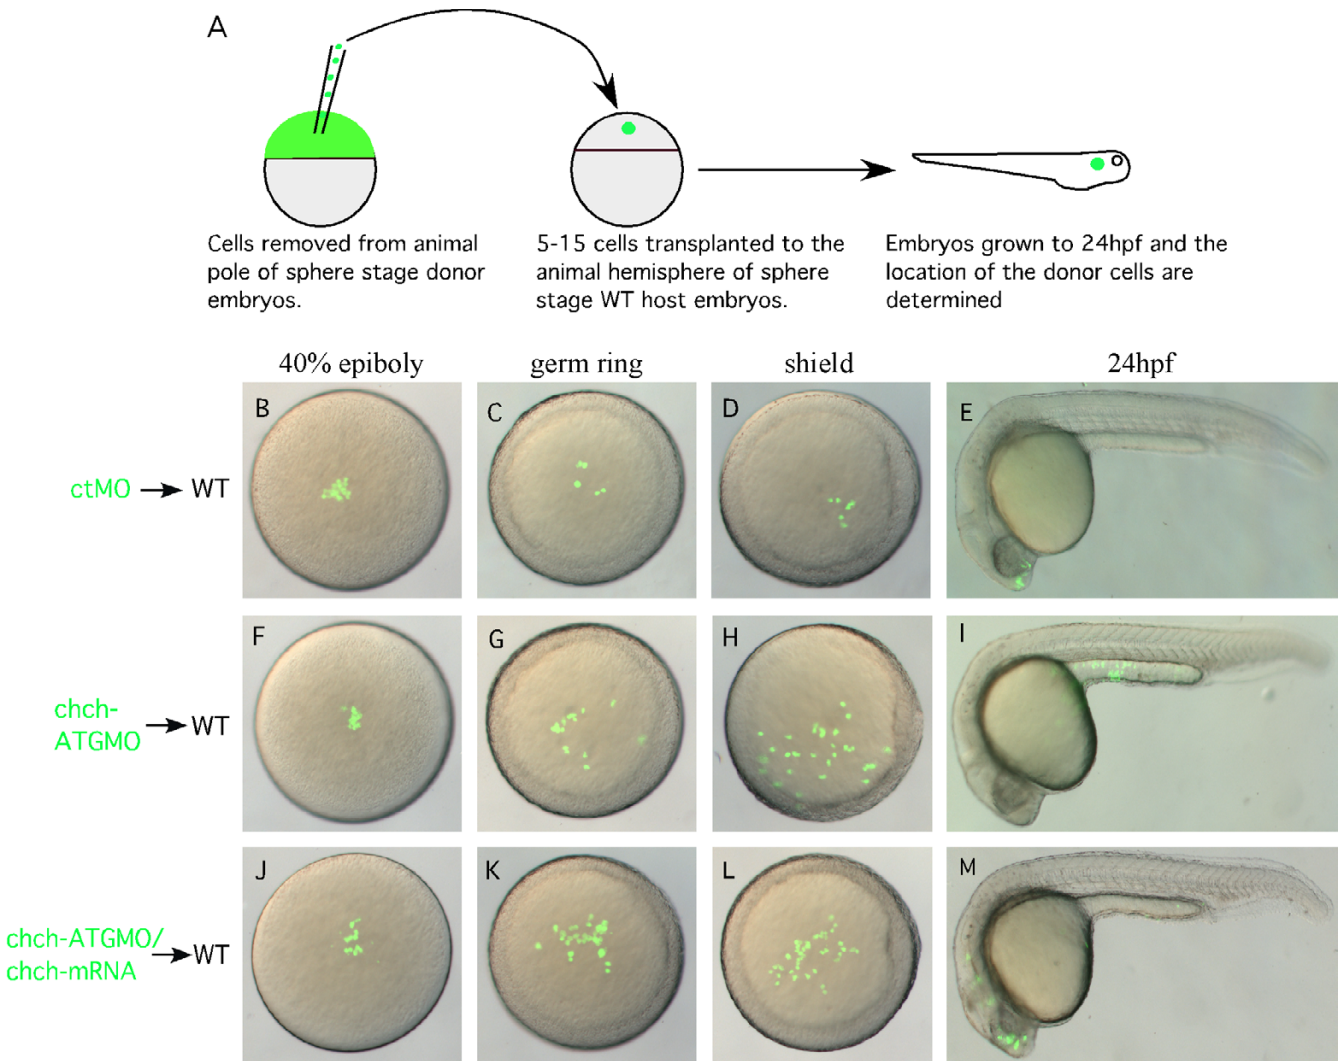 A
Cells removed from animal
pole of sphere stage donor
embryos.
5-15 cells transplanted to the
animal hemisphere of sphere
stage WT host embryos.
Embryos grown to 24hpf and the
location of the donor cells are
determined
40% epiboly
germ ring
shield
24hpf
B
C
D
E
ctMO → WT
F
G
H
I
chch-
ATGMO → WT
J
K
L
M
chch-ATGMO/
chch-mRNA → WT